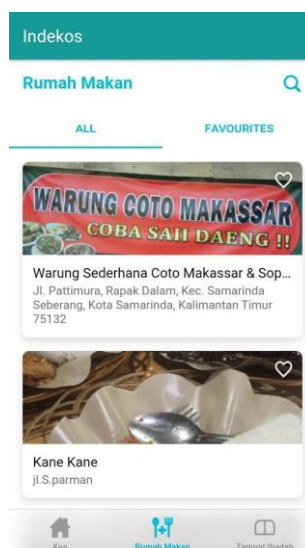 Indekos
Rumah Makan
ALL FAVOURITES
WARUNG COTO MAKASSAR
COBA SAII DAENG !!
Warung Sederhana Coto Makassar & Sop...
Jl. Pattimura, Rapak Dalam, Kec. Samarinda
Seberang, Kota Samarinda, Kalimantan Timur
75132
Kane Kane
jl.S.parman
Kos Rumah Makan Tempat Ibadah